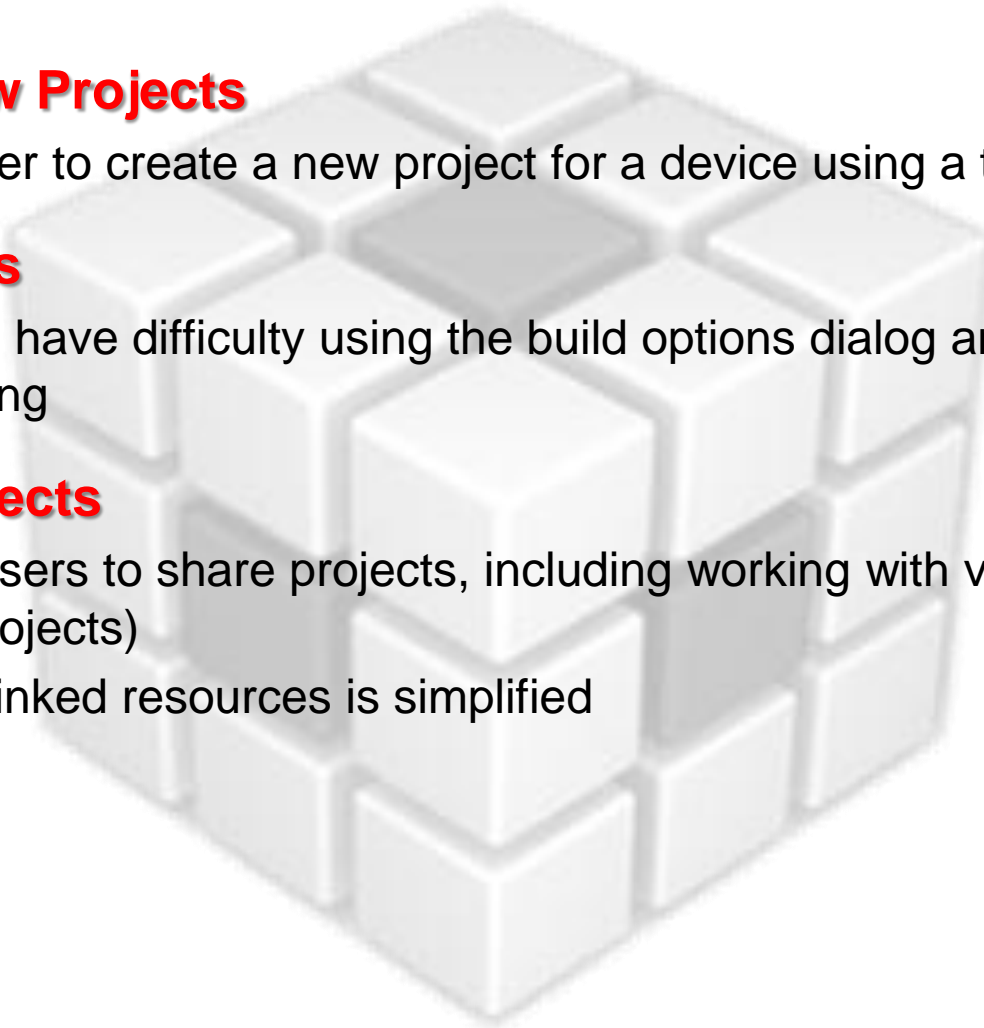 w Projects
er to create a new project for a device using a t
s
have difficulty using the build options dialog a
ng
ects
sers to share projects, including working with v
ojects)
inked resources is simplified